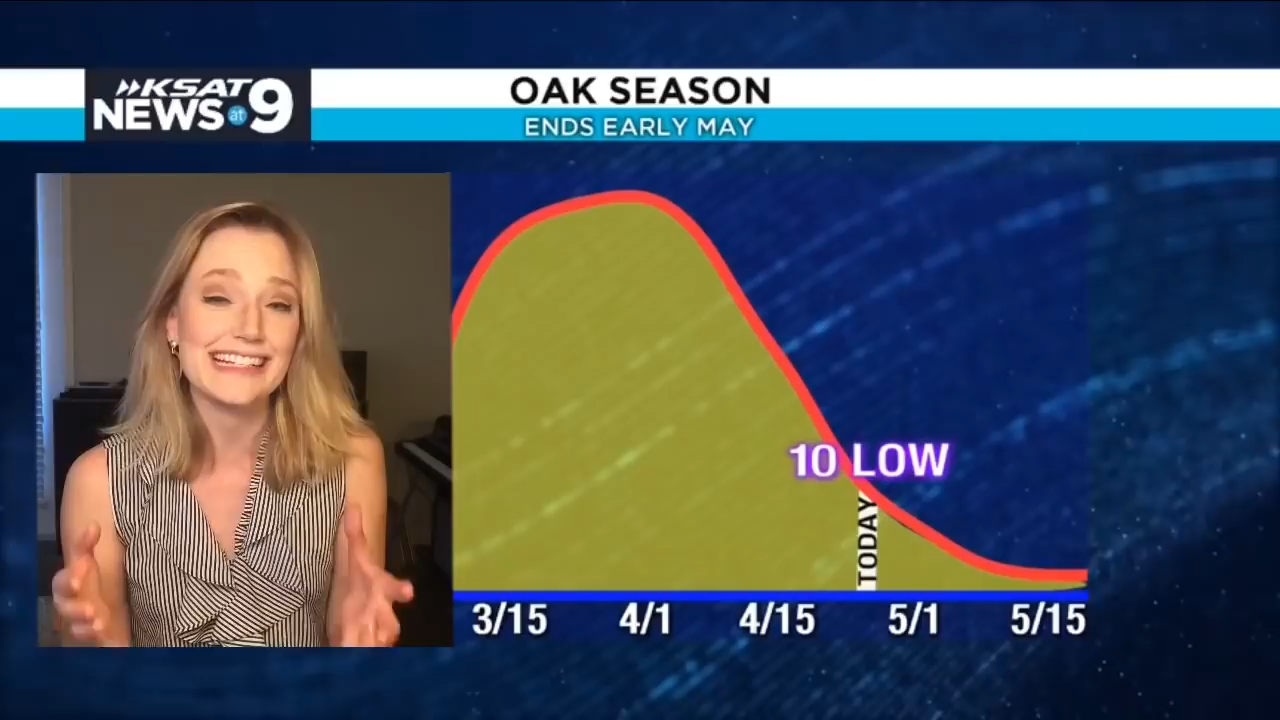 KSAT
NEWS at 9
OAK SEASON
ENDS EARLY MAY
10 LOW
TODAY
3/15 4/1 4/15 5/1 5/15